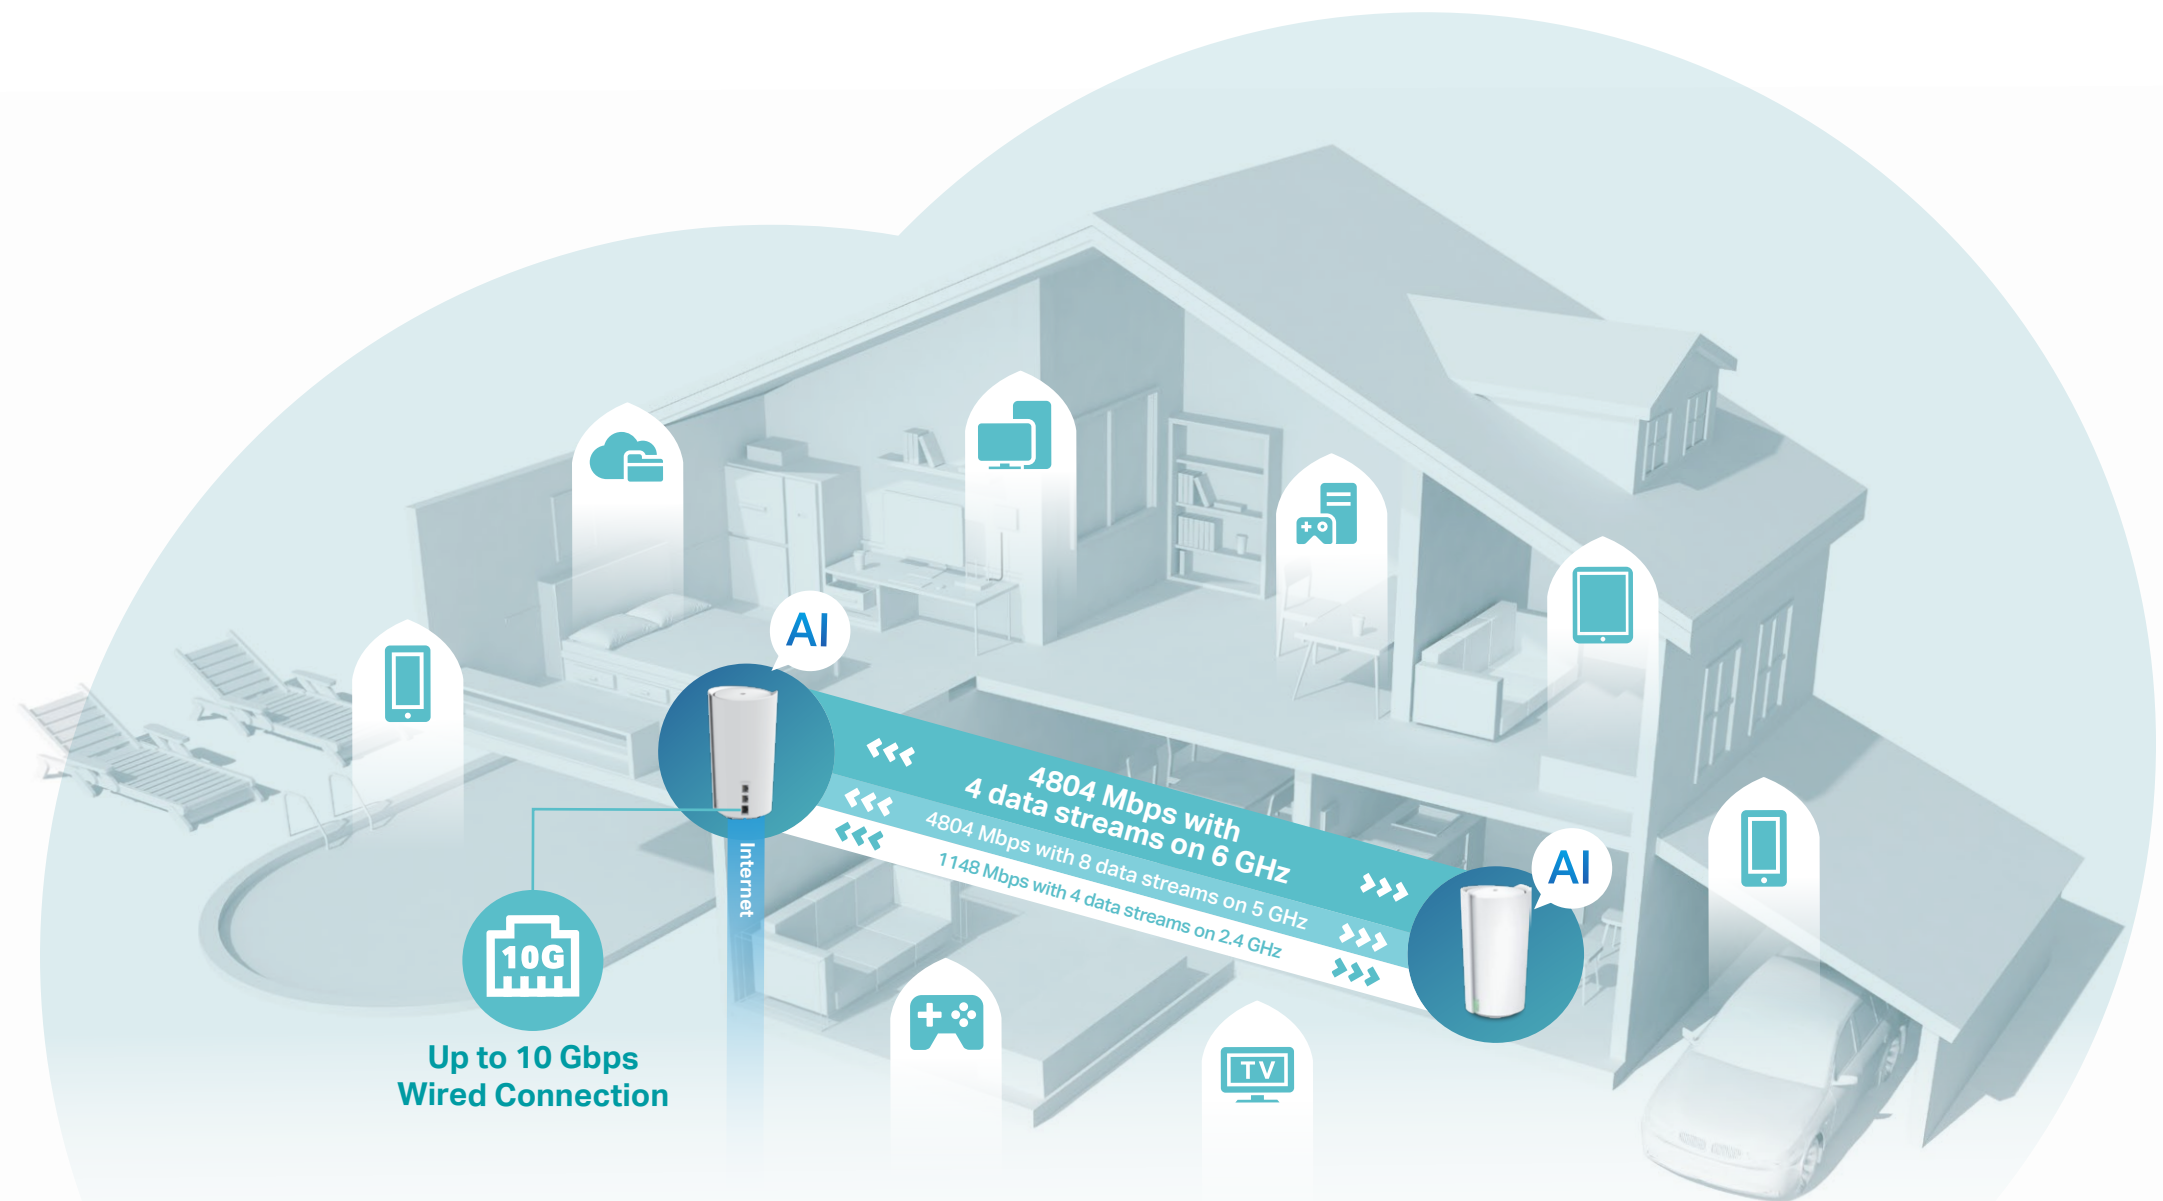 AI
4804 Mbps with
4 data streams on 6 GHz
4804 Mbps with 8 data streams on 5 GHz
1148 Mbps with 4 data streams on 2.4 GHz
AI
Internet
10G
Up to 10 Gbps
Wired Connection
TV